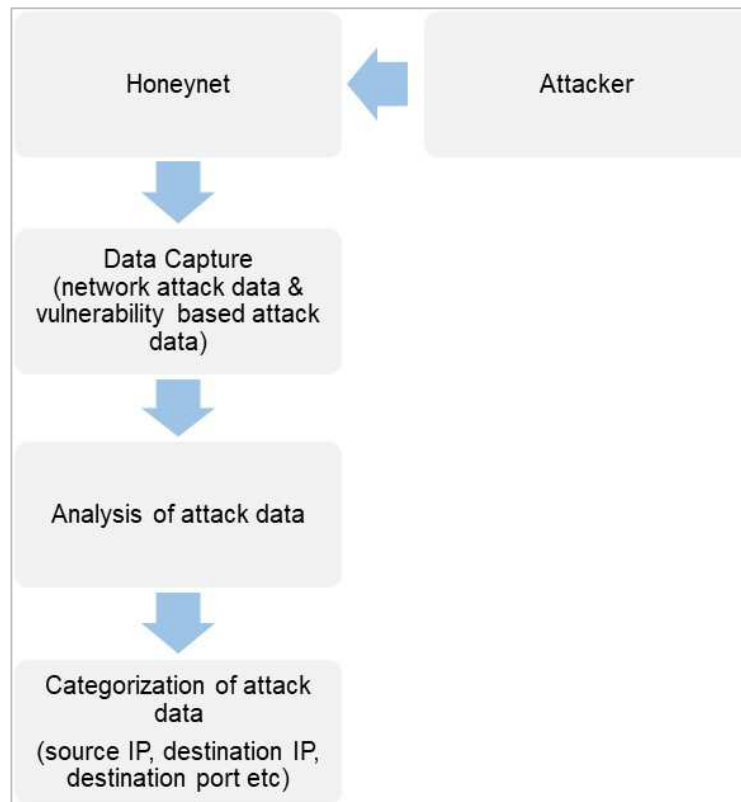 Honeynet
Attacker
Data Capture
(network attack data &
vulnerability based attack
data)
Analysis of attack data
Categorization of attack
data
(source IP, destination IP,
destination port etc)